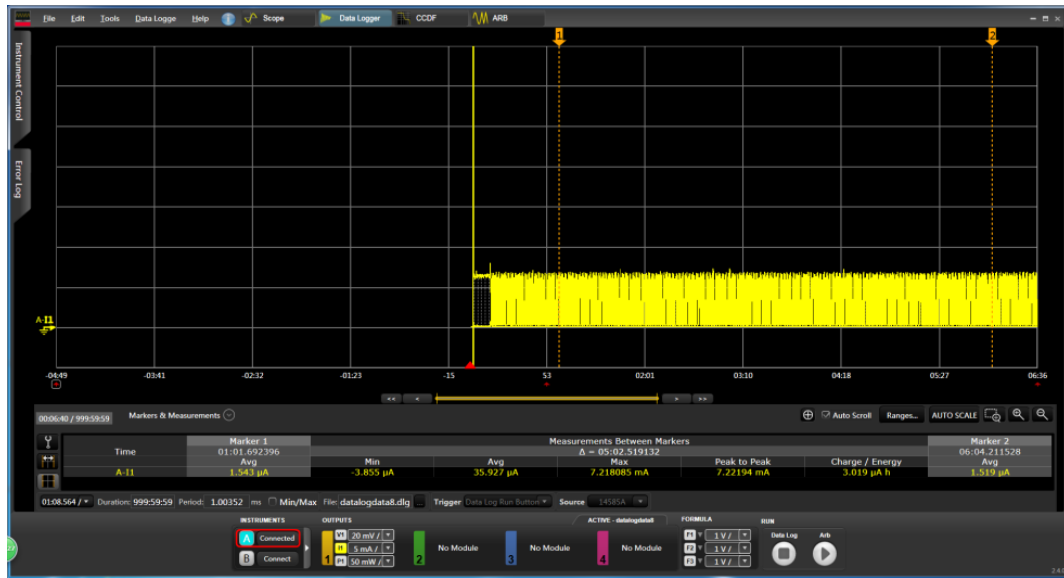 File Edit Tools Data Logge Help Scope Data Logger CCDF ARB
Instrument Control
Error Log
1 2
A-I1
-04:49 -03:41 -02:32 -01:23 -15 53 02:01 03:10 04:18 05:27 06:36
<< < > >>
00:06:40 / 999:59:59 Markers & Measurements Auto Scroll Ranges... AUTO SCALE
Marker 1 Measurements Between Markers Marker 2
Time 01:01.692396 Δ = 05:02.519132 06:04.211528
Avg Min Avg Max Peak to Peak Charge / Energy Avg
A-I1 1.543 µA -3.855 µA 35.927 µA 7.218085 mA 7.22194 mA 3.019 µA h 1.519 µA
01:08.564 / Duration: 999:59:59 Period: 1.00352 ms Min/Max File: datalogdata8.dlg ... Trigger Data Log Run Button Source 14585A
INSTRUMENTS OUTPUTS ACTIVE - datalogdata8 FORMULA RUN
A Connected V1 20 mV / F1 1 V / Data Log Arb
I1 5 mA / No Module No Module No Module F2 1 V /
B Connect 1 P1 50 mW / 2 3 4 F3 1 V /